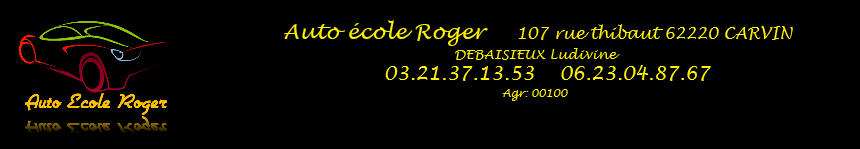 Auto école Roger 107 rue thibaut 62220 CARVIN
DEBAISIEUX Ludivine
03.21.37.13.53 06.23.04.87.67
Agr: 00100
Auto Ecole Roger